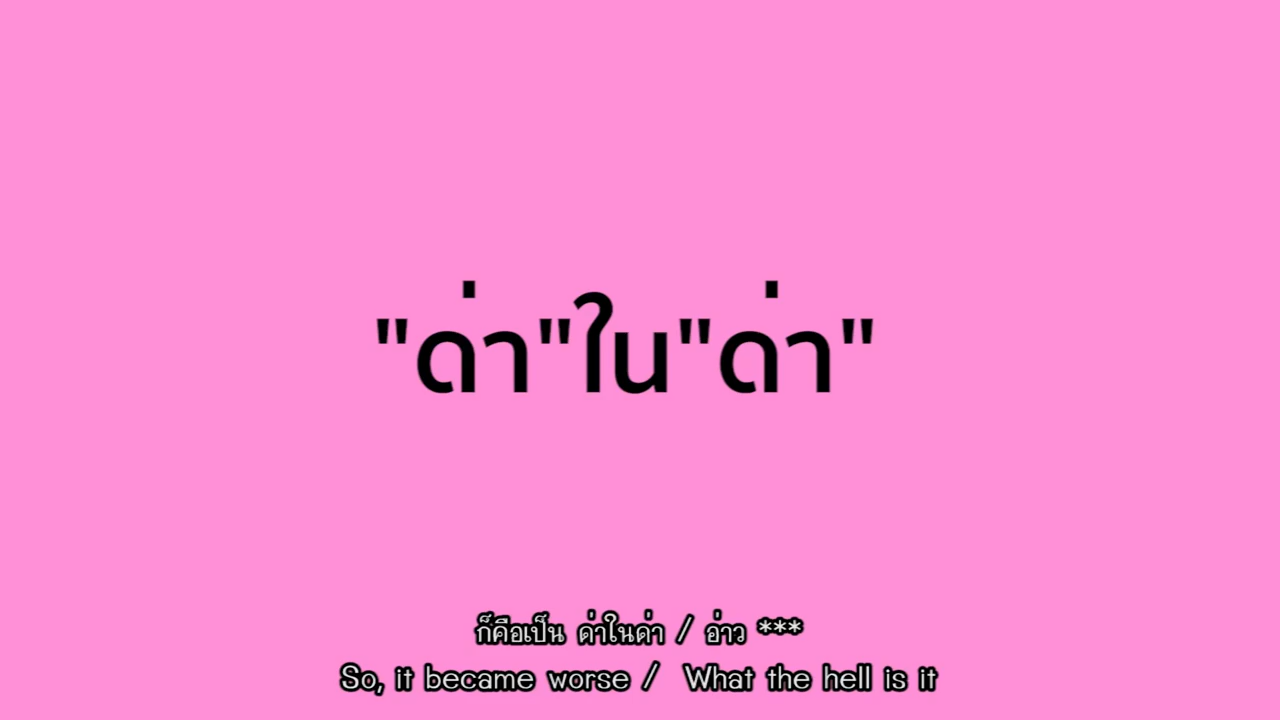 "ด่า"ใน"ด่า"
ก็คือเป็น ด่าในด่า / อ่าว ***
So, it became worse / What the hell is it